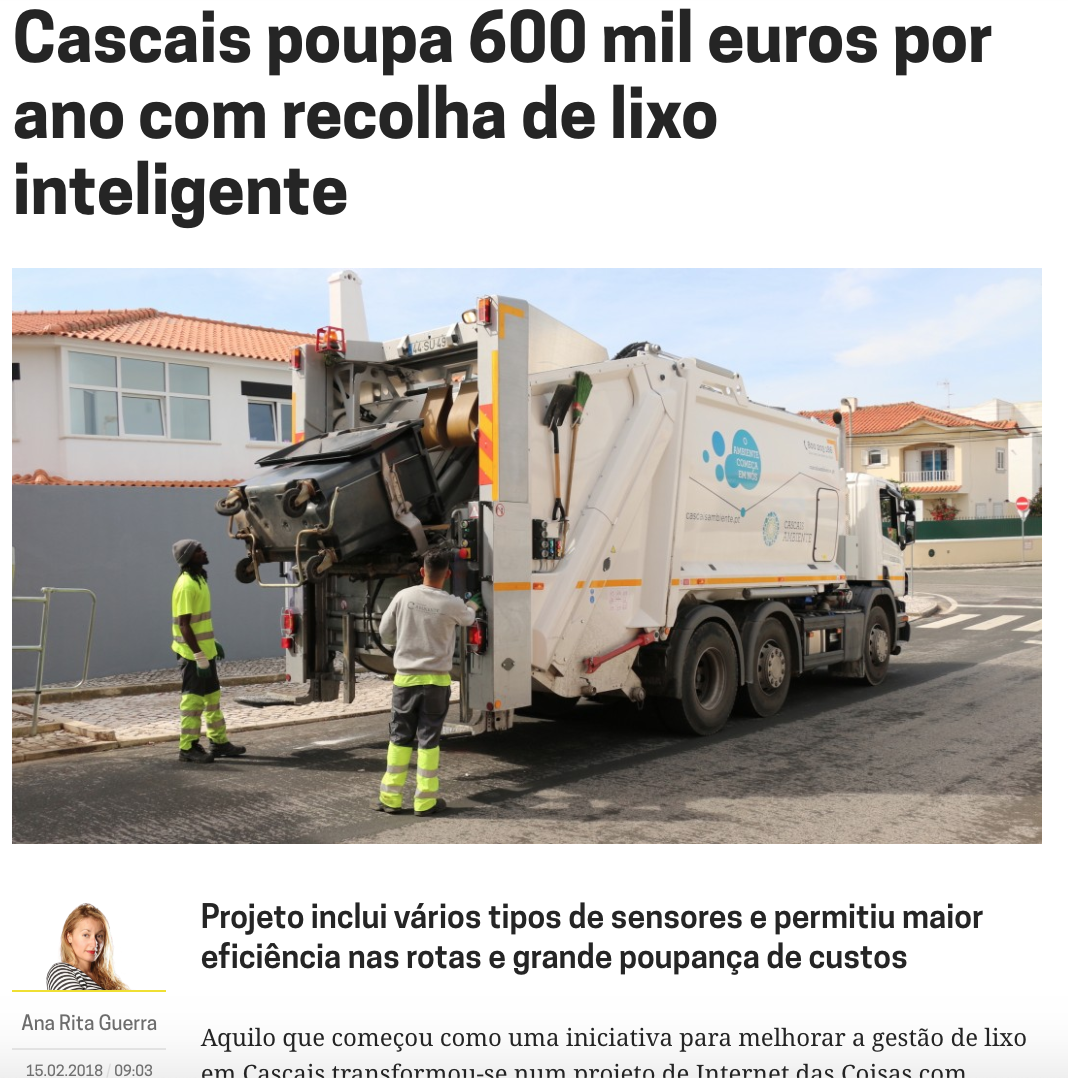 Cascais poupa 600 mil euros por
ano com recolha de lixo
inteligente
44 SU 49
O
AMBIENTE
COMEÇA
EM NÓS
cascaisambiente.pt
CASCAIS
AMBIENTE
Projeto inclui vários tipos de sensores e permitiu maior
eficiência nas rotas e grande poupança de custos
Ana Rita Guerra
15.02.2018 / 09:03
Aquilo que começou como uma iniciativa para melhorar a gestão de lixo
em Cascais transformou-se num projeto de Internet das Coisas com